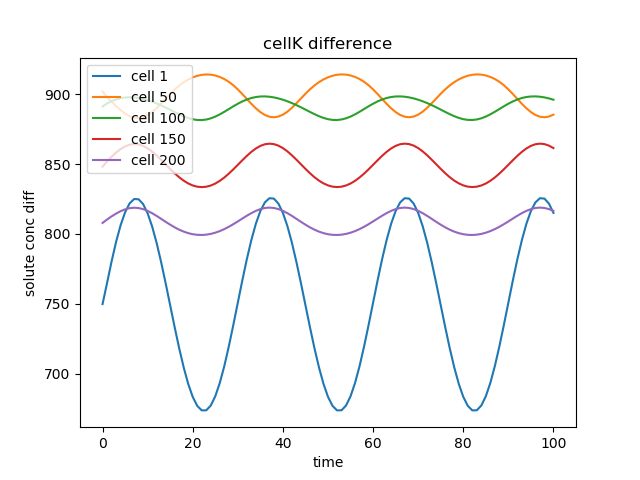 cellK difference
cell 1
cell 50
cell 100
cell 150
cell 200
900
850
800
750
700
solute conc diff
0 20 40 60 80 100
time